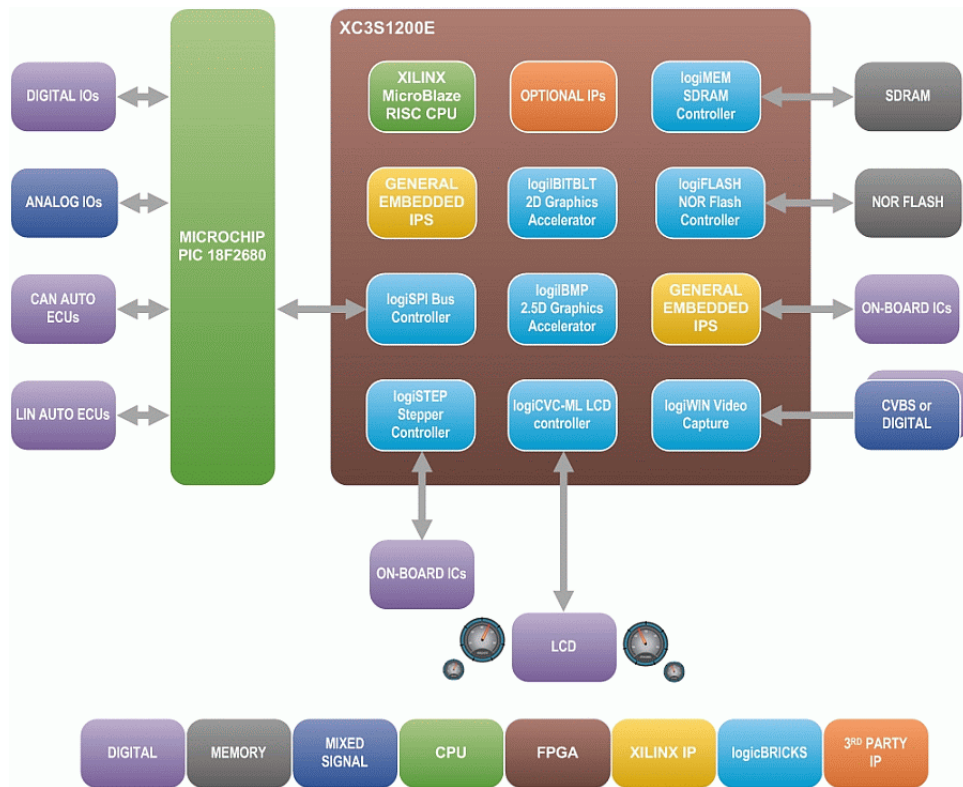 XC3S1200E
DIGITAL IOs
ANALOG IOs
CAN AUTO
ECUs
LIN AUTO ECUs
MICROCHIP
PIC 18F2680
XILINX
MicroBlaze
RISC CPU
OPTIONAL IPs
logiMEM
SDRAM
Controller
SDRAM
GENERAL
EMBEDDED
IPS
logiIBITBLT
2D Graphics
Accelerator
logiFLASH
NOR Flash
Controller
NOR FLASH
logiSPI Bus
Controller
logiIBMP
2.5D Graphics
Accelerator
GENERAL
EMBEDDED
IPS
ON-BOARD ICs
logiSTEP
Stepper
Controller
logiCVC-ML LCD
controller
logiWIN Video
Capture
CVBS or
DIGITAL
ON-BOARD ICs
LCD
DIGITAL
MEMORY
MIXED
SIGNAL
CPU
FPGA
XILINX IP
logicBRICKS
3RD PARTY
IP